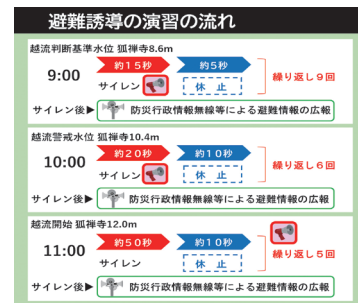 避難誘導の演習の流れ
越流判断基準水位 狐禅寺8.6m
9:00
約15秒
約5秒
サイレン
休 止
繰り返し9回
サイレン後▶
防災行政情報無線等による避難情報の広報
越流警戒水位 狐禅寺10.4m
10:00
約20秒
約10秒
サイレン
休 止
繰り返し6回
サイレン後▶
防災行政情報無線等による避難情報の広報
越流開始 狐禅寺12.0m
11:00
約50秒
約10秒
サイレン
休 止
繰り返し5回
サイレン後▶
防災行政情報無線等による避難情報の広報